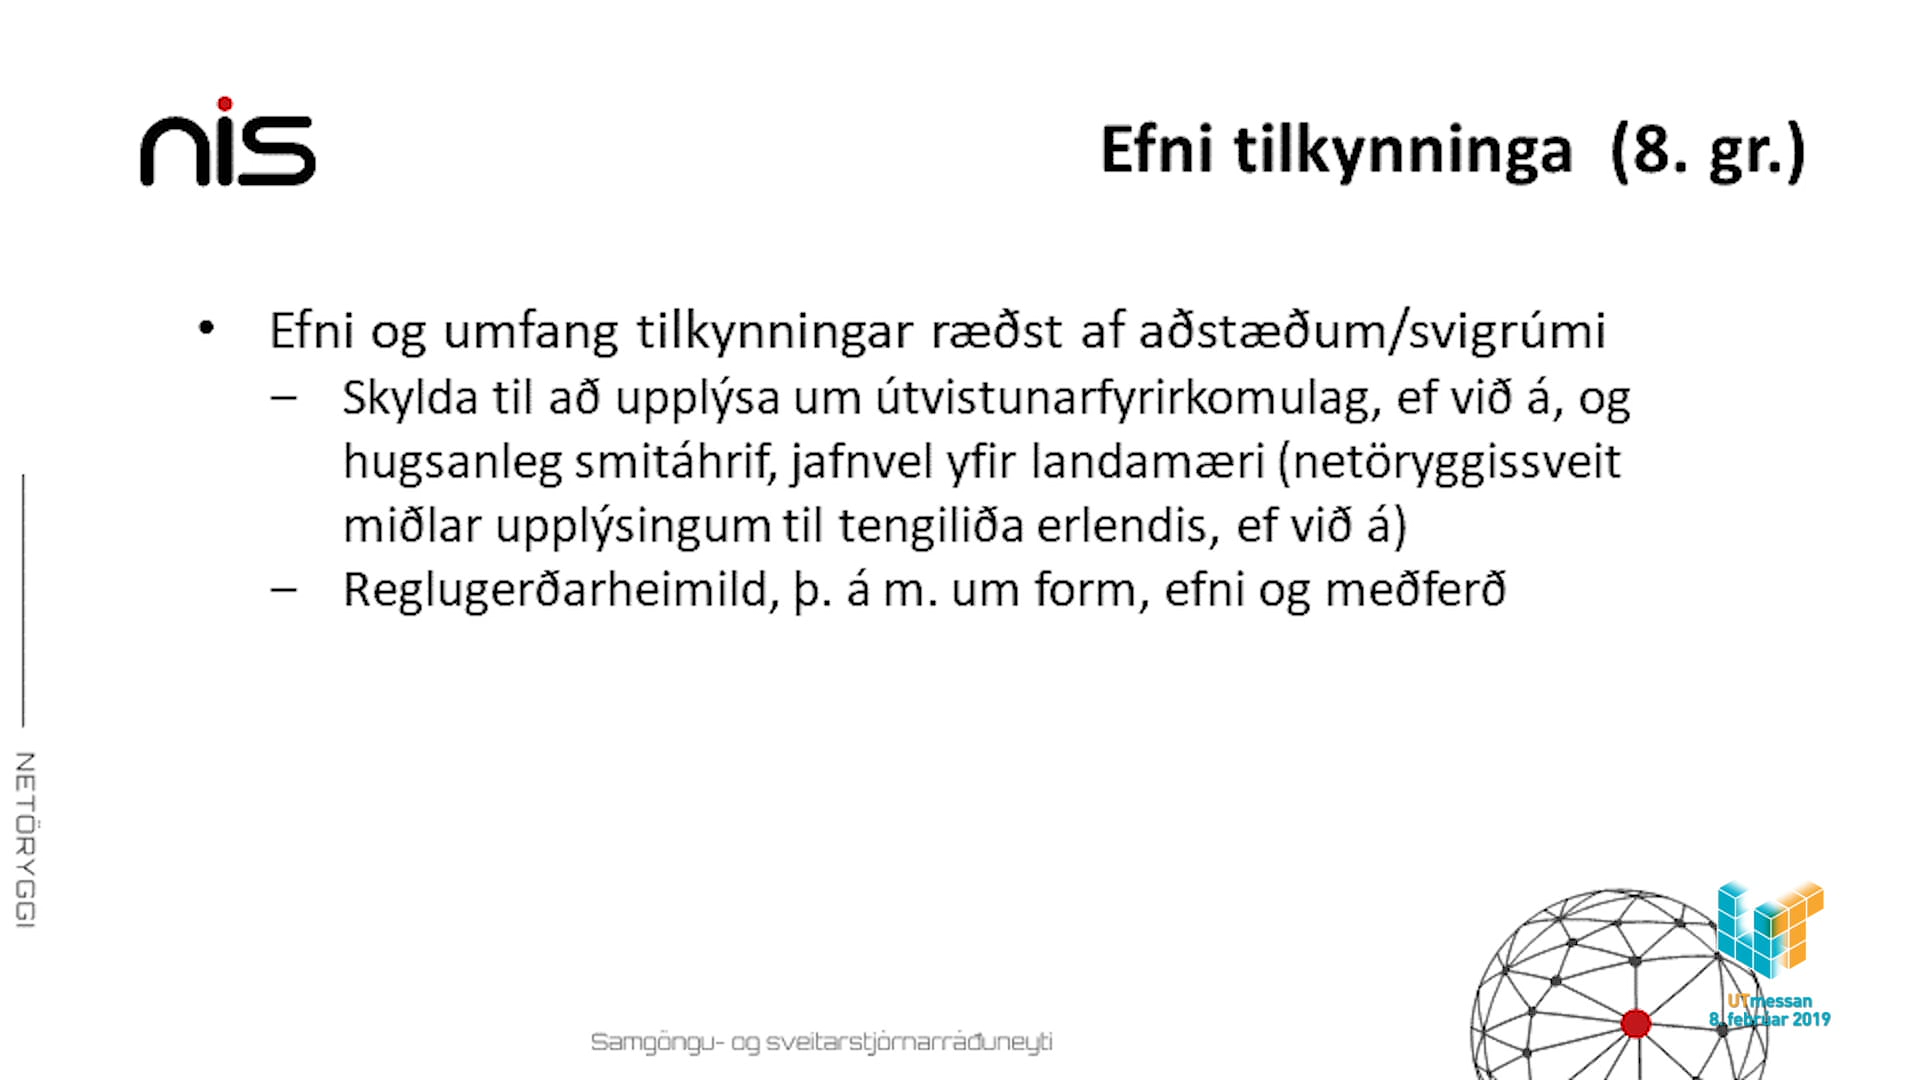 nis
Efni tilkynninga (8. gr.)
• Efni og umfang tilkynningar ræðst af aðstæðum/svigrúmi
– Skylda til að upplýsa um útvistunarfyrirkomulag, ef við á, og
hugsanleg smitáhrif, jafnvel yfir landamæri (netöryggissveit
miðlar upplýsingum til tengiliða erlendis, ef við á)
– Reglugerðarheimild, þ. á m. um form, efni og meðferð
NETÖRYGGI
Samgöngu- og sveitarstjórnarráðuneyti
UTmessan
8. febrúar 2019